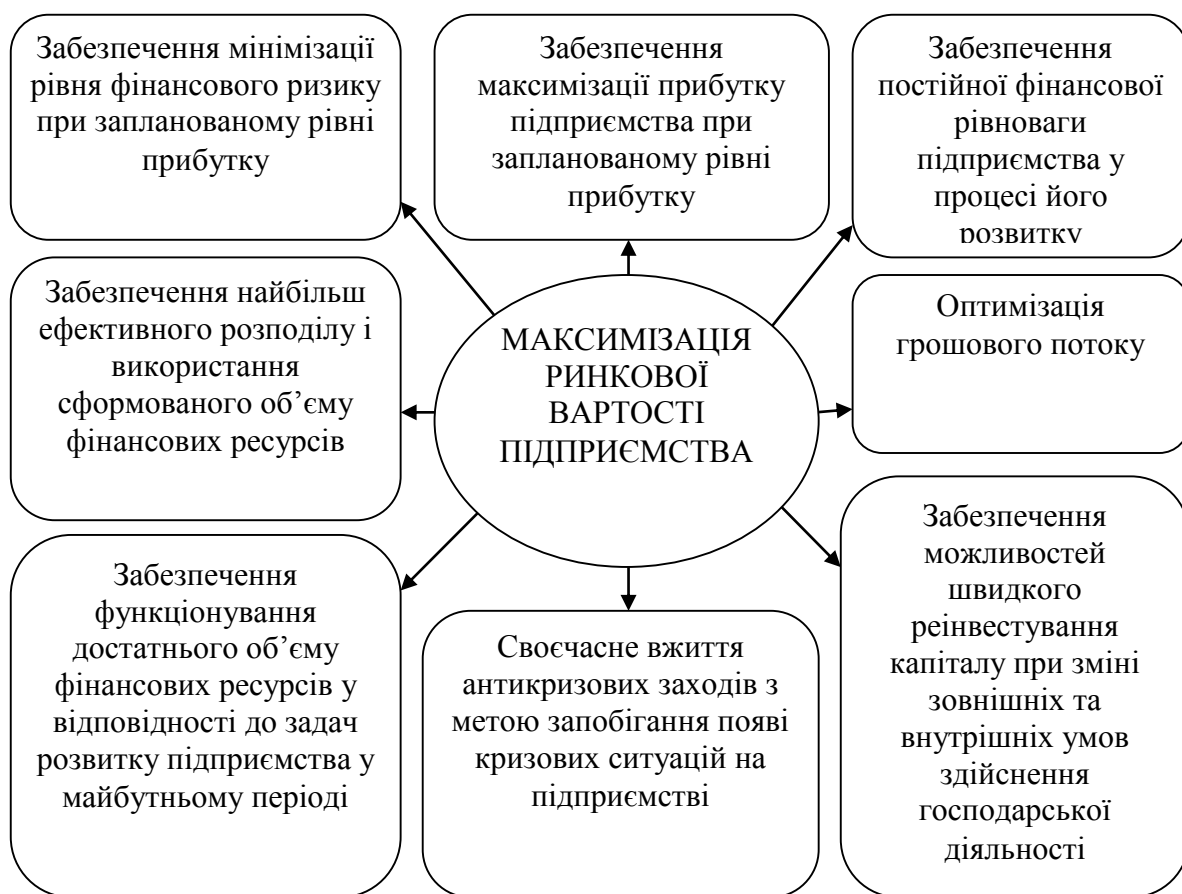 Забезпечення мінімізації
рівня фінансового ризику
при запланованому рівні
прибутку
Забезпечення
максимізації прибутку
підприємства при
запланованому рівні
прибутку
Забезпечення
постійної фінансової
рівноваги
підприємства у
процесі його
розвитку
Забезпечення найбільш
ефективного розподілу і
використання
сформованого об’єму
фінансових ресурсів
МАКСИМІЗАЦІЯ
РИНКОВОЇ
ВАРТОСТІ
ПІДПРИЄМСТВА
Оптимізація
грошового потоку
Забезпечення
функціонування
достатнього об’єму
фінансових ресурсів у
відповідності до задач
розвитку підприємства у
майбутньому періоді
Своєчасне вжиття
антикризових заходів з
метою запобігання появі
кризових ситуацій на
підприємстві
Забезпечення
можливостей
швидкого
реінвестування
капіталу при зміні
зовнішніх та
внутрішніх умов
здійснення
господарської
діяльності